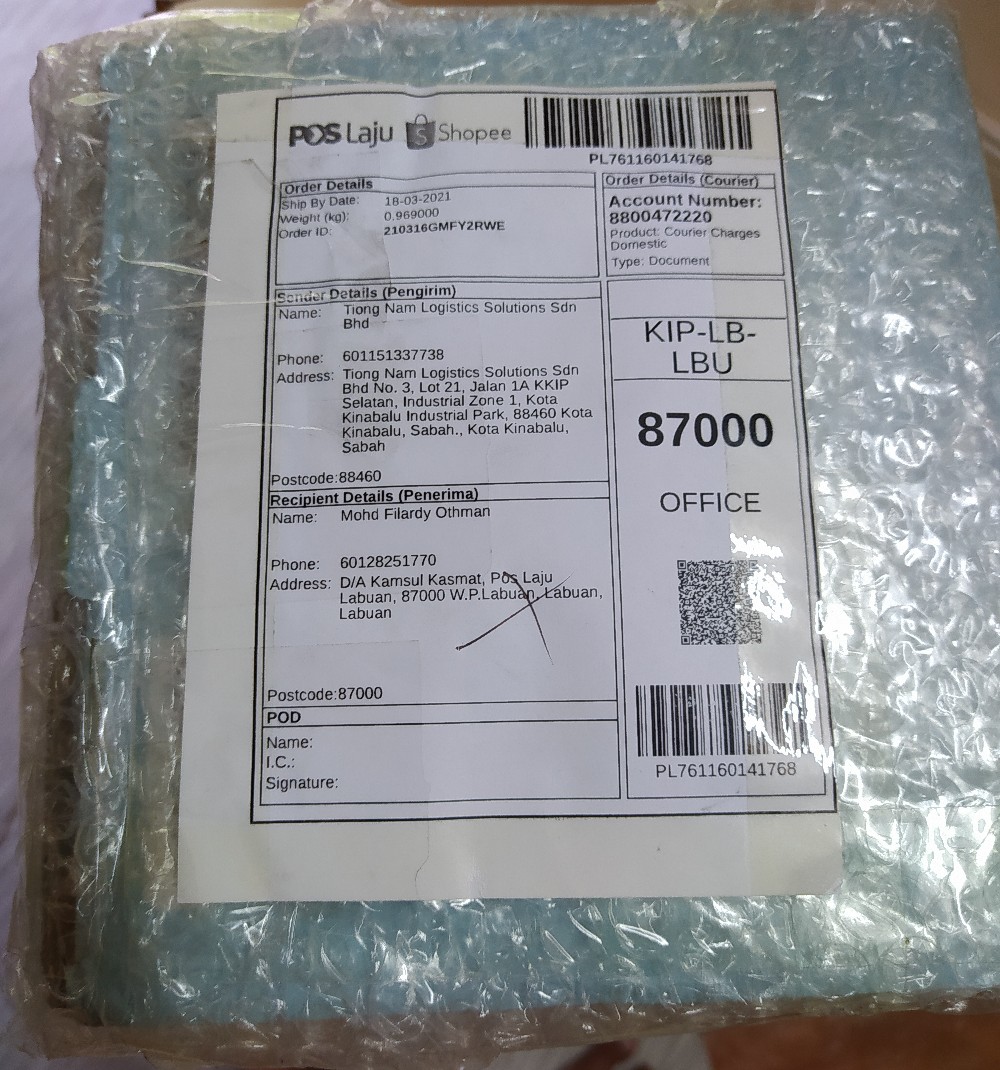 POS Laju Shopee
PL761160141768
Order Details
Ship By Date: 18-03-2021
Weight (kg): 0.969000
Order ID: 210316GMFY2RWE
Order Details (Courier)
Account Number:
8800472220
Product: Courier Charges
Domestic
Type: Document
Sender Details (Pengirim)
Name: Tiong Nam Logistics Solutions Sdn
Bhd
Phone: 601151337738
Address: Tiong Nam Logistics Solutions Sdn
Bhd No. 3, Lot 21, Jalan 1A KKIP
Selatan, Industrial Zone 1, Kota
Kinabalu Industrial Park, 88460 Kota
Kinabalu, Sabah., Kota Kinabalu,
Sabah
Postcode:88460
KIP-LB-
LBU
87000
OFFICE
Recipient Details (Penerima)
Name: Mohd Filardy Othman
Phone: 60128251770
Address: D/A Kamsul Kasmat, Pos Laju
Labuan, 87000 W.P.Labuan, Labuan,
Labuan
Postcode:87000
POD
Name:
I.C.:
Signature:
PL761160141768